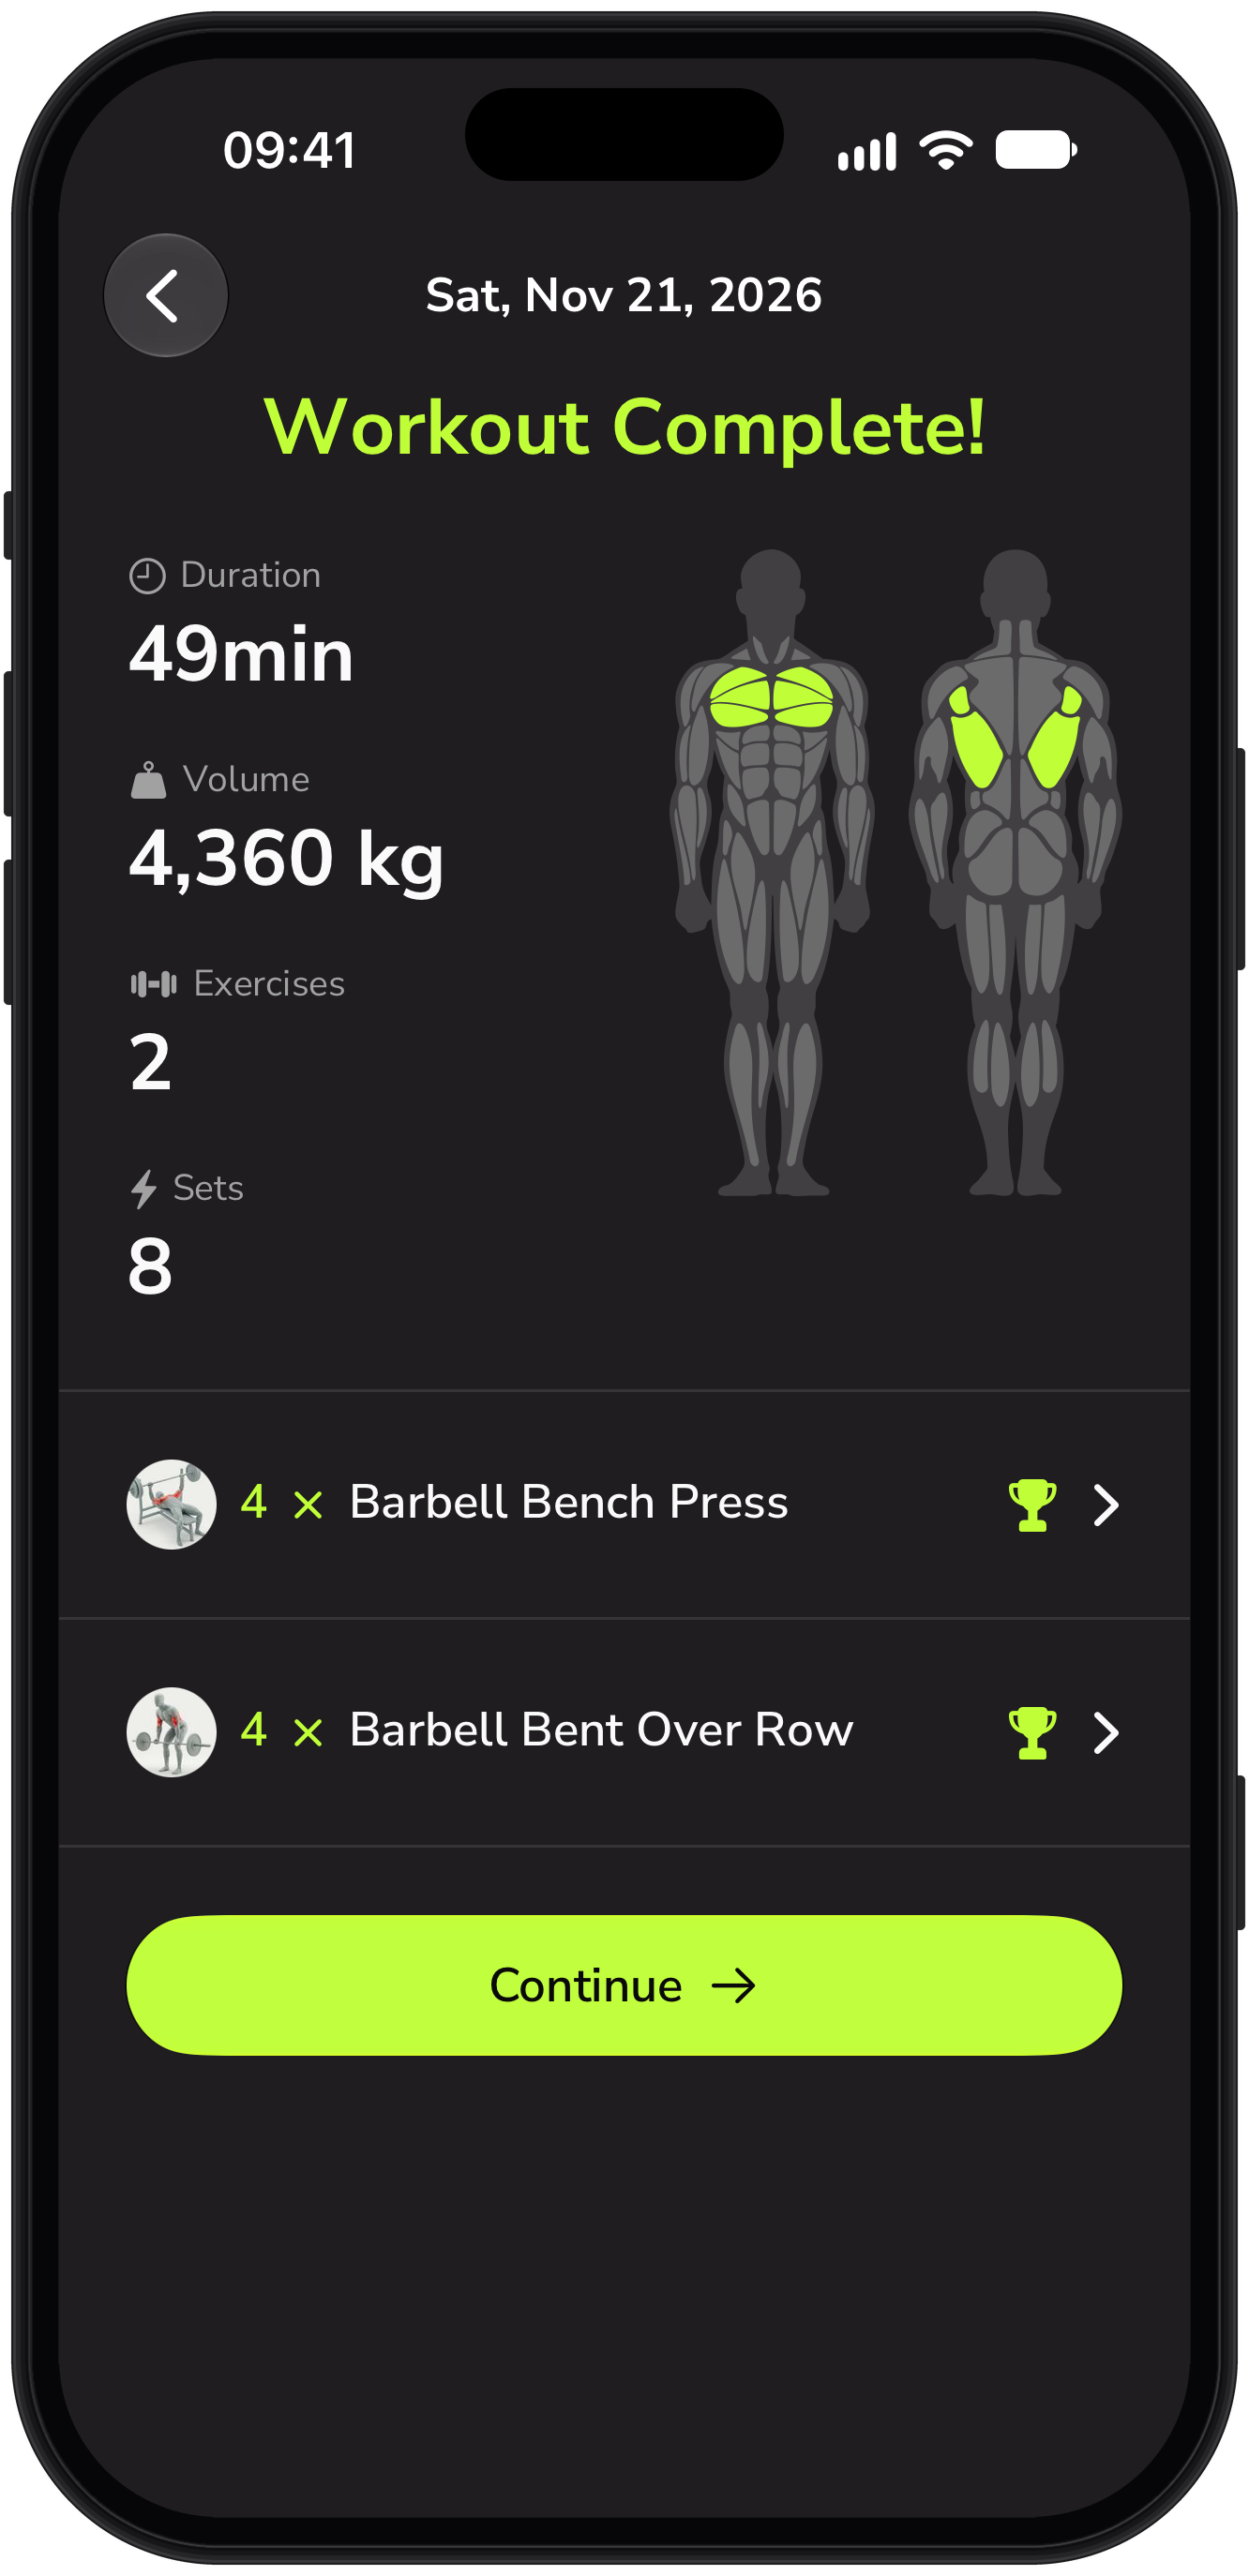 09:41
Sat, Nov 21, 2026
Workout Complete!
Duration
49min
Volume
4,360 kg
Exercises
2
Sets
8
4 × Barbell Bench Press
4 × Barbell Bent Over Row
Continue →